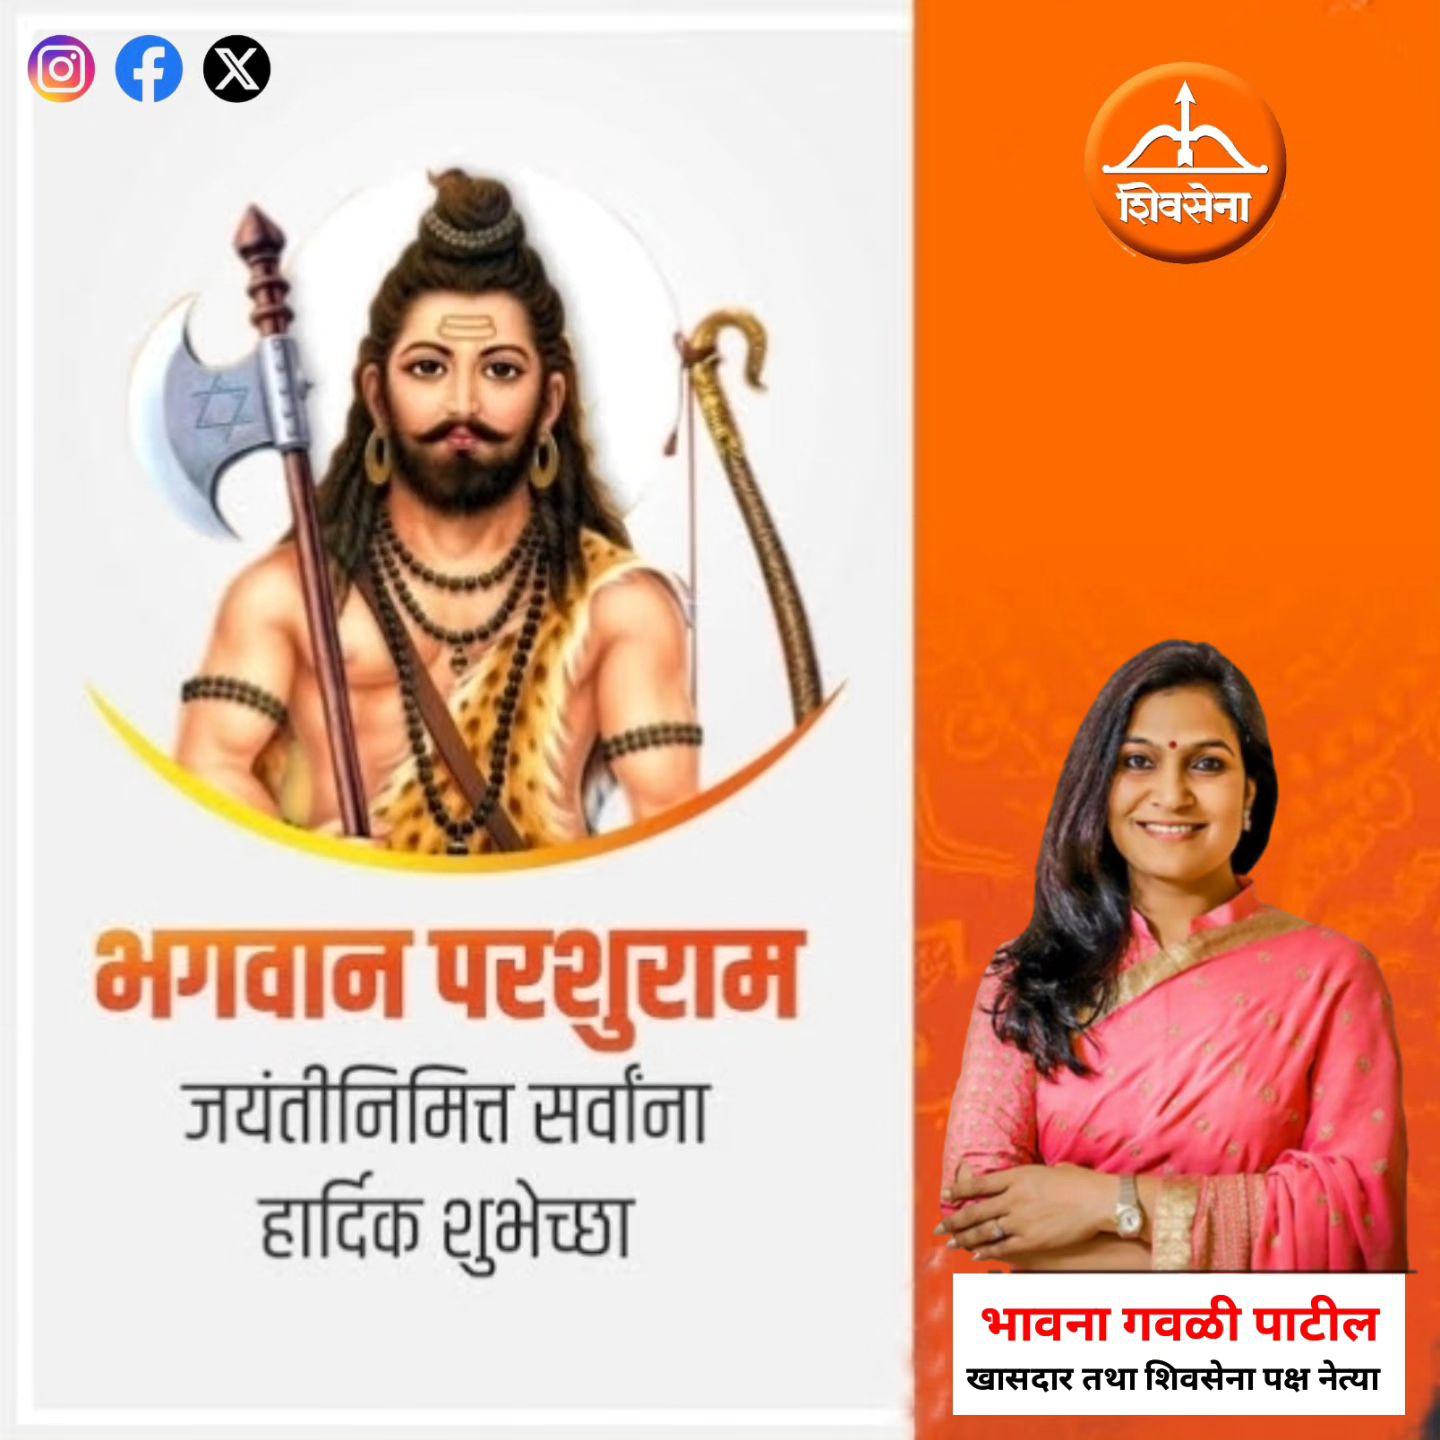 शिवसेना
भगवान परशुराम
जयंतीनिमित्त सर्वांना
हार्दिक शुभेच्छा
भावना गवळी पाटील
खासदार तथा शिवसेना पक्ष नेत्या